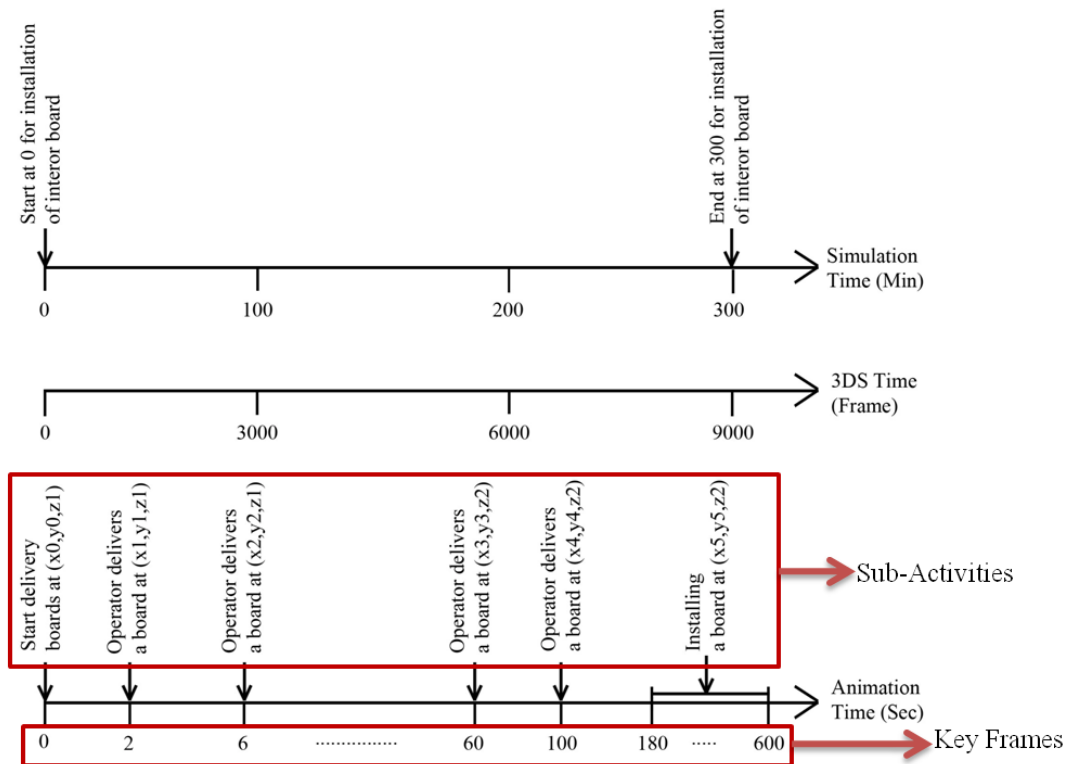 Start at 0 for installation
of interor board
End at 300 for installation
of interor board
Simulation
Time (Min)
0
100
200
300
3DS Time
(Frame)
0
3000
6000
9000
Start delivery
boards at (x0,y0,z1)
Operator delivers
a board at (x1,y1,z1)
Operator delivers
a board at (x2,y2,z1)
Operator delivers
a board at (x3,y3,z2)
Operator delivers
a board at (x4,y4,z2)
Installing
a board at (x5,y5,z2)
Sub-Activities
Animation
Time (Sec)
0
2
6
..................
60
100
180
.....
600
Key Frames